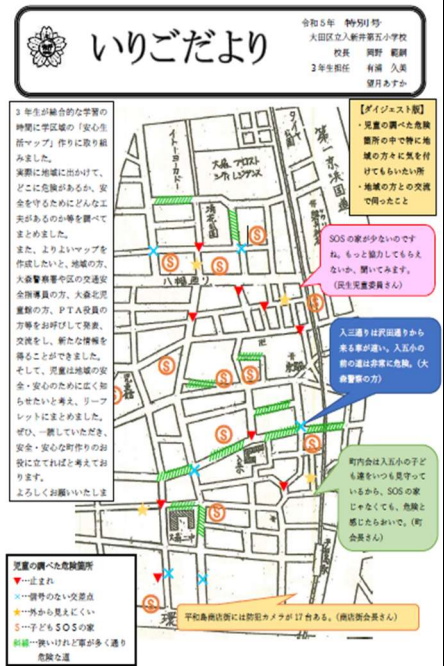 いりごだより
令和5年 特別号
大田区立入新井第五小学校
校長 岡野 範嗣
3年生担任 有浦 久美
望月あすか
3年生が総合的な学習の
時間に学区域の「安心生
活マップ」作りに取り組
みました。
実際に地域に出かけて、
どこに危険があるか、安
全を守るためにどんな工
夫があるのか等を調べて
まとめました。
また、よりよいマップを
作成したいと、地域の方、
大森警察署や区の交通安
全指導員の方、大森北児
童館の方、PTA役員の
方等をお呼びして発表、
交流をし、新たな情報を
得ることができました。
そして、児童は地域の安
全・安心のために広く知
らせたいと考え、リーフ
レットにまとめました。
ぜひ、一読していただき、
安全・安心な町作りのお
役に立てればと考えてお
ります。
よろしくお願いいたしま
【ダイジェスト版】
・児童の調べた危険
箇所の中で特に地
域の方々に気を付
けてもらいたい所
・地域の方との交流
で伺ったこと
イトーヨーカドー
第一京浜国道
八幡通り
SOSの家が少ないのです
ね。もっと協力してもらえ
ないか、聞いてみます。
(民生児童委員さん)
入三通りは沢田通りから
来る車が速い。入五小の
前の道は非常に危険。(大
森警察の方)
町内会は入五小の子ど
も達をいつも見守って
いるから、SOSの家
じゃなくても、危険と
感じたらおいで。(町
会長さん)
入五小
大森二中
平和島商店街には防犯カメラが17台ある。(商店街会長さん)
環
児童の調べた危険箇所
▼…止まれ
×…信号のない交差点
★…外から見えにくい
S…子どもSOSの家
斜線…狭いけれど車が多く通り
危険な道